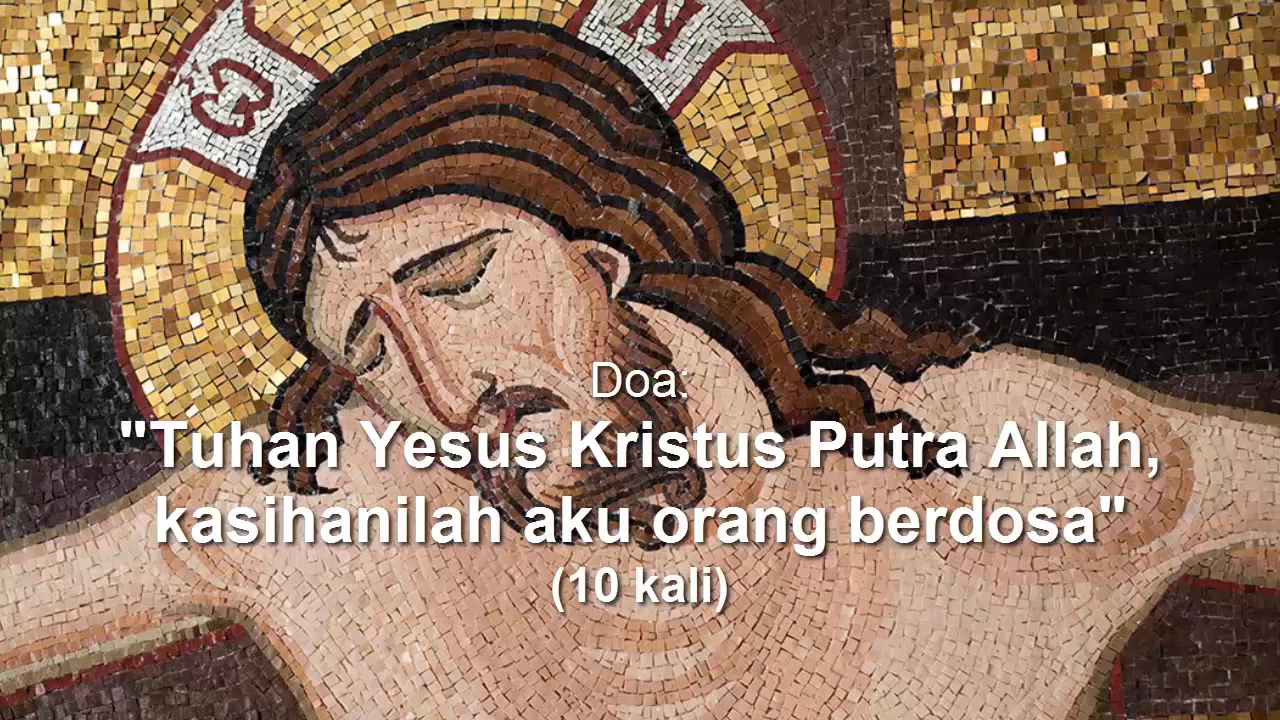 N
Doa:
"Tuhan Yesus Kristus Putra Allah,
kasihanilah aku orang berdosa"
(10 kali)